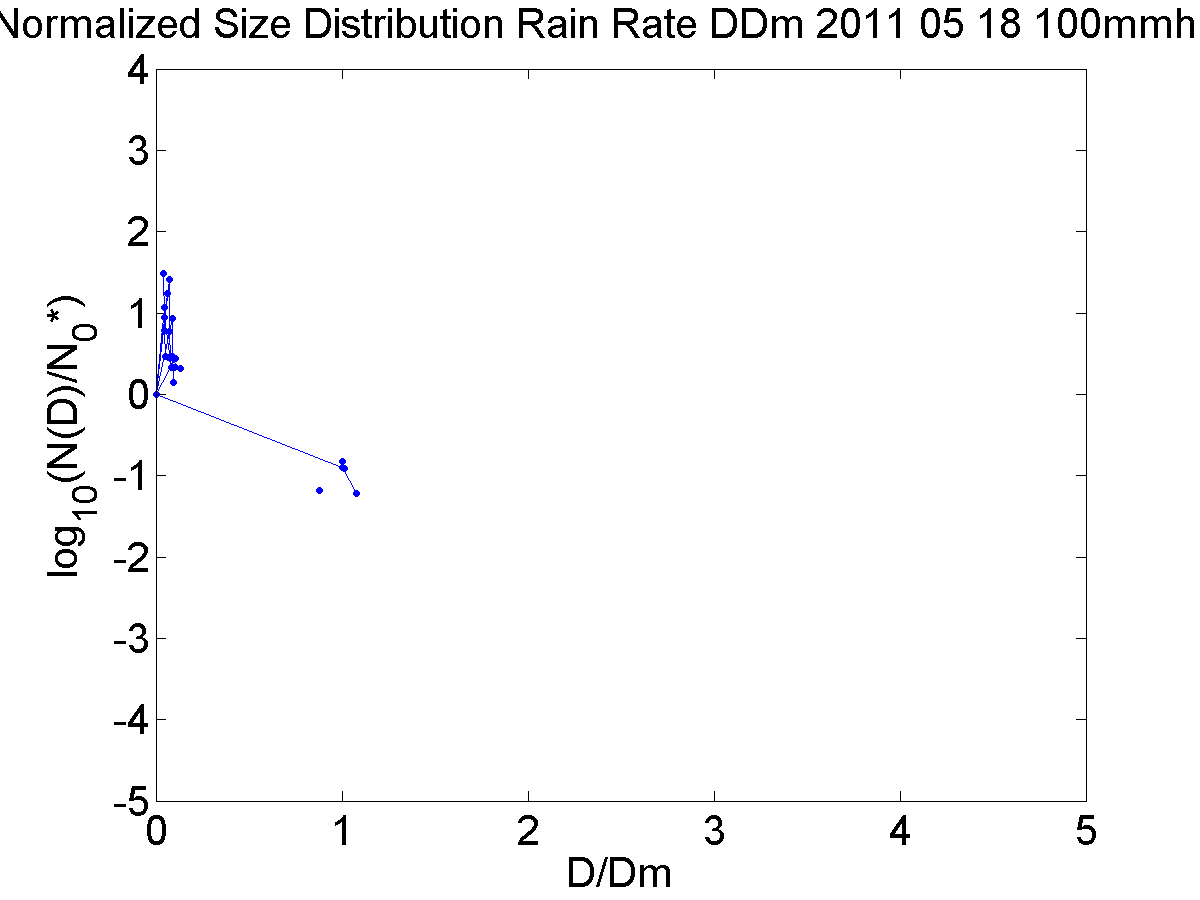 Normalized Size Distribution Rain Rate DDm 2011 05 18 100mmh
4
3
2
1
0
-1
-2
-3
-4
-5
log10(N(D)/N0*)
0 1 2 3 4 5
D/Dm